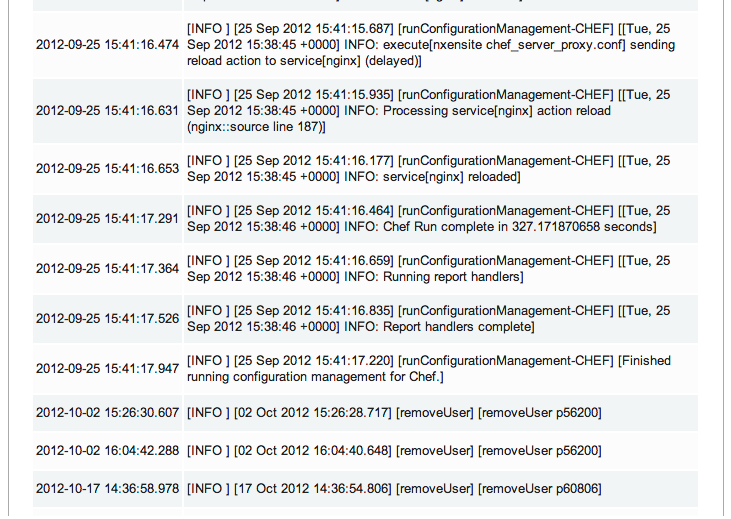 [INFO ] [25 Sep 2012 15:41:15.687] [runConfigurationManagement-CHEF] [[Tue, 25
2012-09-25 15:41:16.474 Sep 2012 15:38:45 +0000] INFO: execute[nxensite chef_server_proxy.conf] sending
reload action to service[nginx] (delayed)]
[INFO ] [25 Sep 2012 15:41:15.935] [runConfigurationManagement-CHEF] [[Tue, 25
2012-09-25 15:41:16.631 Sep 2012 15:38:45 +0000] INFO: Processing service[nginx] action reload
(nginx::source line 187)]
2012-09-25 15:41:16.653 [INFO ] [25 Sep 2012 15:41:16.177] [runConfigurationManagement-CHEF] [[Tue, 25
Sep 2012 15:38:45 +0000] INFO: service[nginx] reloaded]
2012-09-25 15:41:17.291 [INFO ] [25 Sep 2012 15:41:16.464] [runConfigurationManagement-CHEF] [[Tue, 25
Sep 2012 15:38:46 +0000] INFO: Chef Run complete in 327.171870658 seconds]
2012-09-25 15:41:17.364 [INFO ] [25 Sep 2012 15:41:16.659] [runConfigurationManagement-CHEF] [[Tue, 25
Sep 2012 15:38:46 +0000] INFO: Running report handlers]
2012-09-25 15:41:17.526 [INFO ] [25 Sep 2012 15:41:16.835] [runConfigurationManagement-CHEF] [[Tue, 25
Sep 2012 15:38:46 +0000] INFO: Report handlers complete]
2012-09-25 15:41:17.947 [INFO ] [25 Sep 2012 15:41:17.220] [runConfigurationManagement-CHEF] [Finished
running configuration management for Chef.]
2012-10-02 15:26:30.607 [INFO ] [02 Oct 2012 15:26:28.717] [removeUser] [removeUser p56200]
2012-10-02 16:04:42.288 [INFO ] [02 Oct 2012 16:04:40.648] [removeUser] [removeUser p56200]
2012-10-17 14:36:58.978 [INFO ] [17 Oct 2012 14:36:54.806] [removeUser] [removeUser p60806]